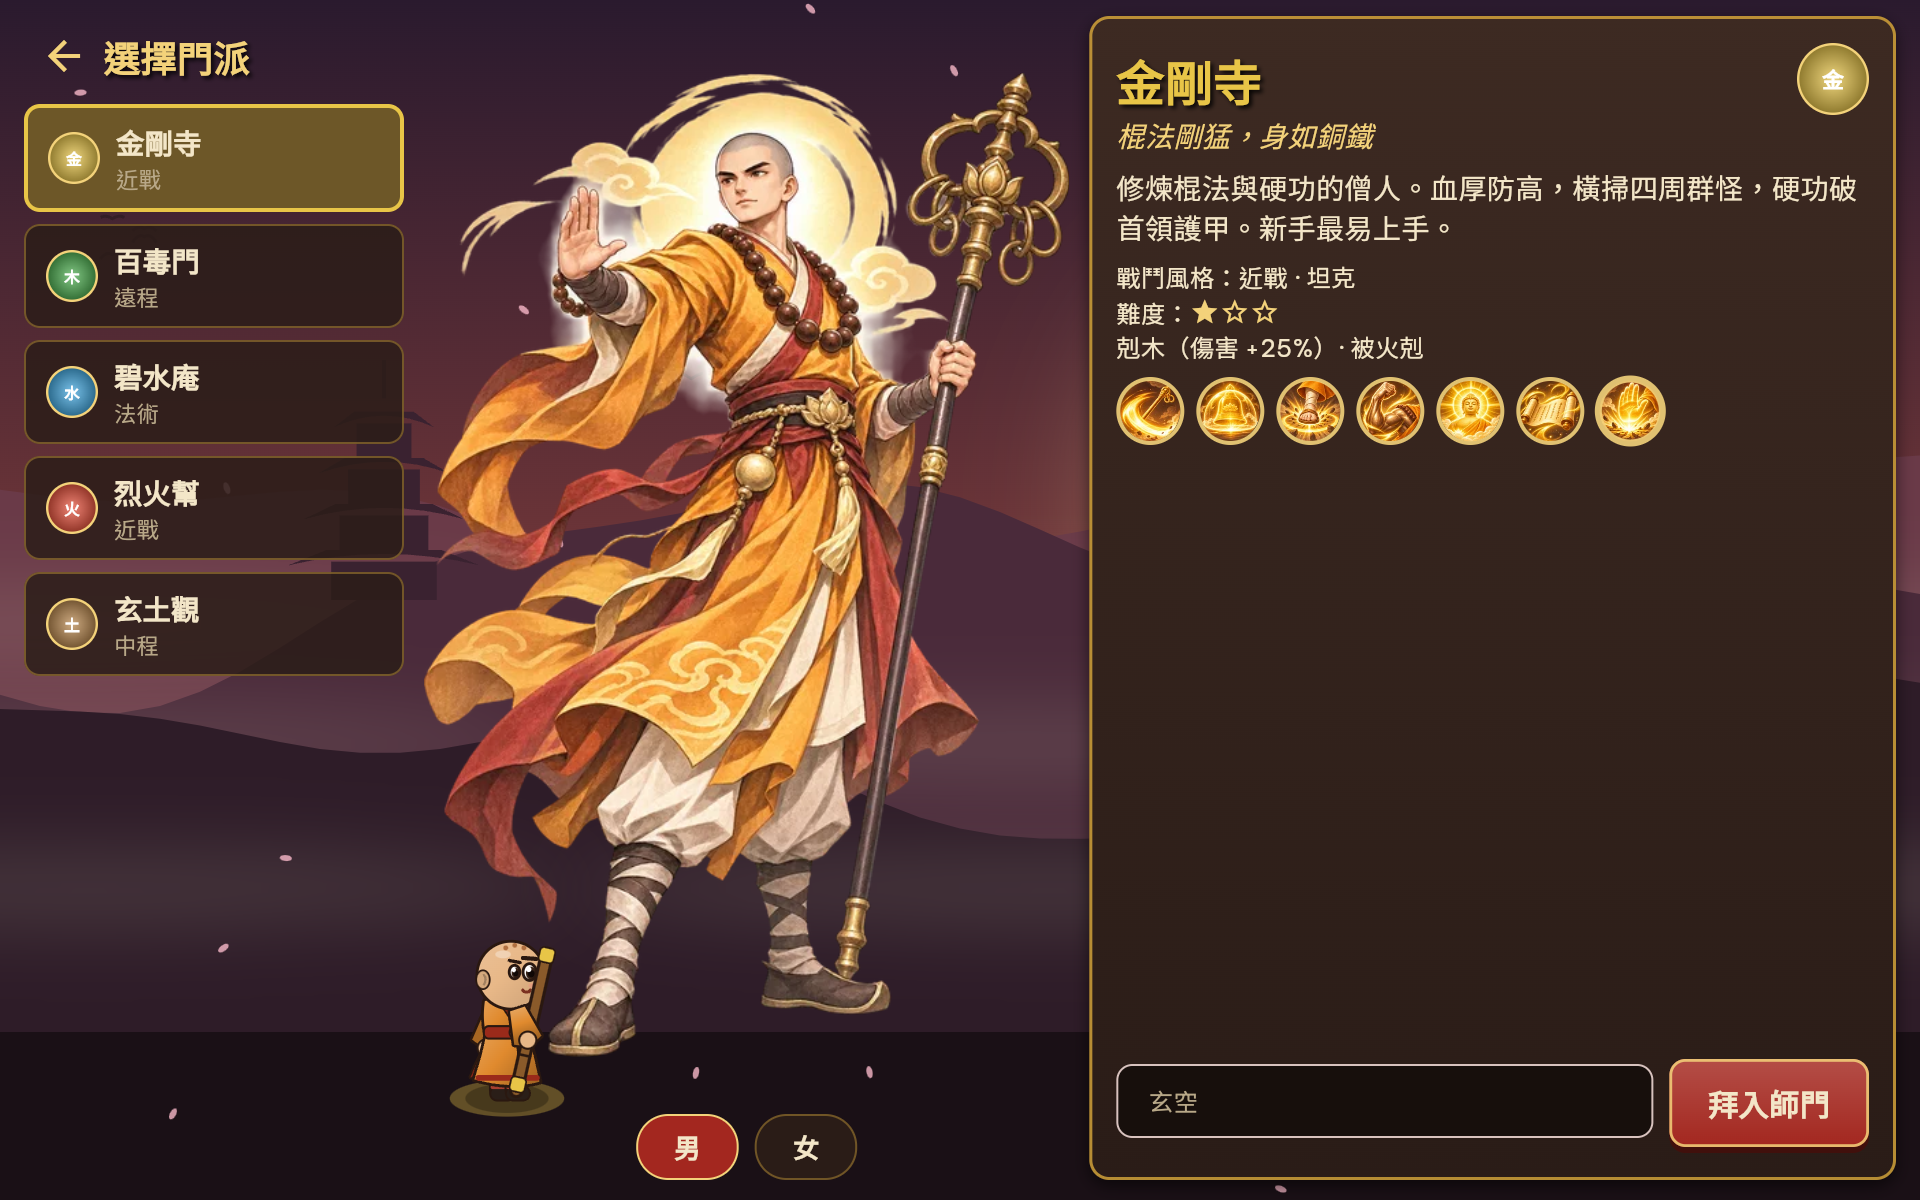 選擇門派
金
金剛寺
近戰
木
百毒門
遠程
水
碧水庵
法術
火
烈火幫
近戰
土
玄土觀
中程
男
女
金剛寺
金
棍法剛猛，身如銅鐵
修煉棍法與硬功的僧人。血厚防高，橫掃四周群怪，硬功破
首領護甲。新手最易上手。
戰鬥風格：近戰 · 坦克
難度：★☆☆
剋木（傷害 +25%）· 被火剋
玄空
拜入師門